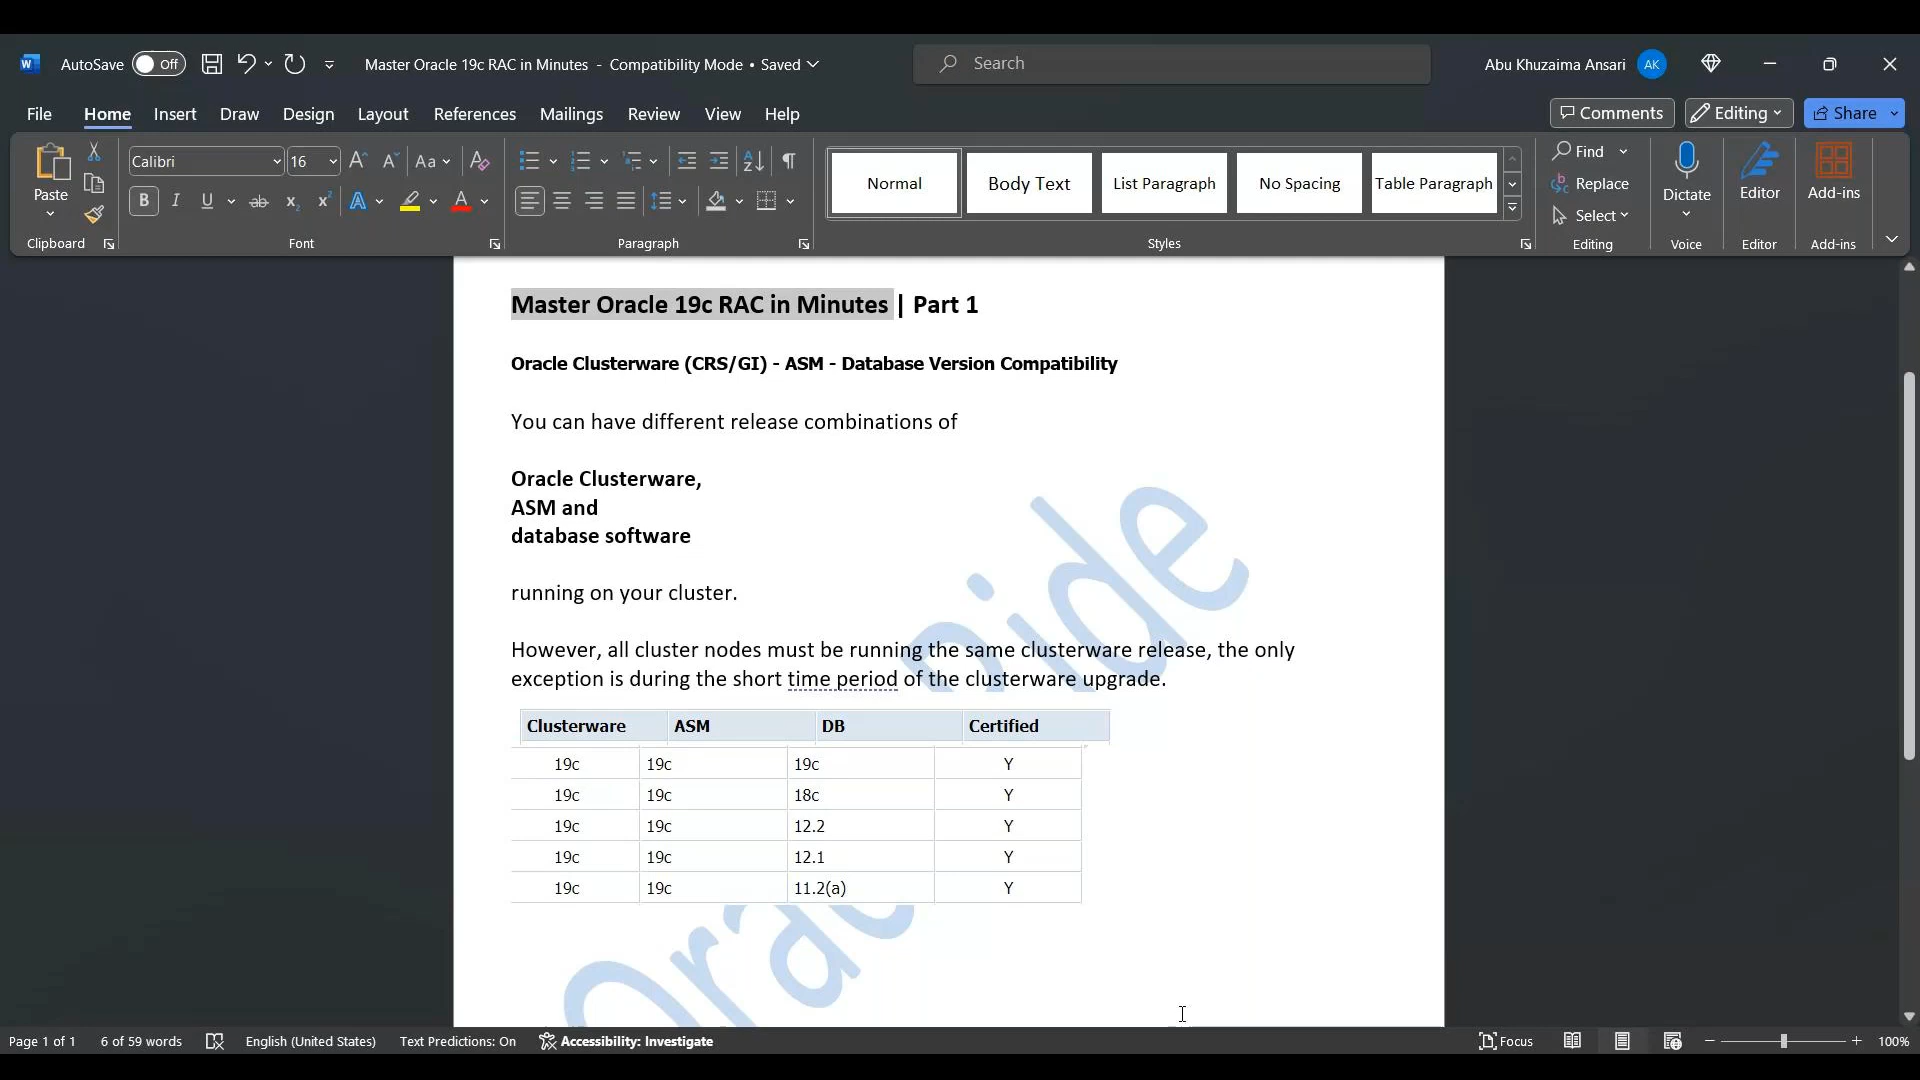 AutoSave Off Master Oracle 19c RAC in Minutes - Compatibility Mode • Saved Search Abu Khuzaima Ansari AK
File Home Insert Draw Design Layout References Mailings Review View Help Comments Editing Share
Paste Calibri 16 Aa Normal Body Text List Paragraph No Spacing Table Paragraph Find Replace Select Dictate Editor Add-ins
Clipboard Font Paragraph Styles Editing Voice Editor Add-ins
Master Oracle 19c RAC in Minutes | Part 1
Oracle Clusterware (CRS/GI) - ASM - Database Version Compatibility
You can have different release combinations of
Oracle Clusterware,
ASM and
database software
running on your cluster.
However, all cluster nodes must be running the same clusterware release, the only
exception is during the short time period of the clusterware upgrade.
Clusterware ASM DB Certified
19c 19c 19c Y
19c 19c 18c Y
19c 19c 12.2 Y
19c 19c 12.1 Y
19c 19c 11.2(a) Y
Page 1 of 1 6 of 59 words English (United States) Text Predictions: On Accessibility: Investigate Focus 100%